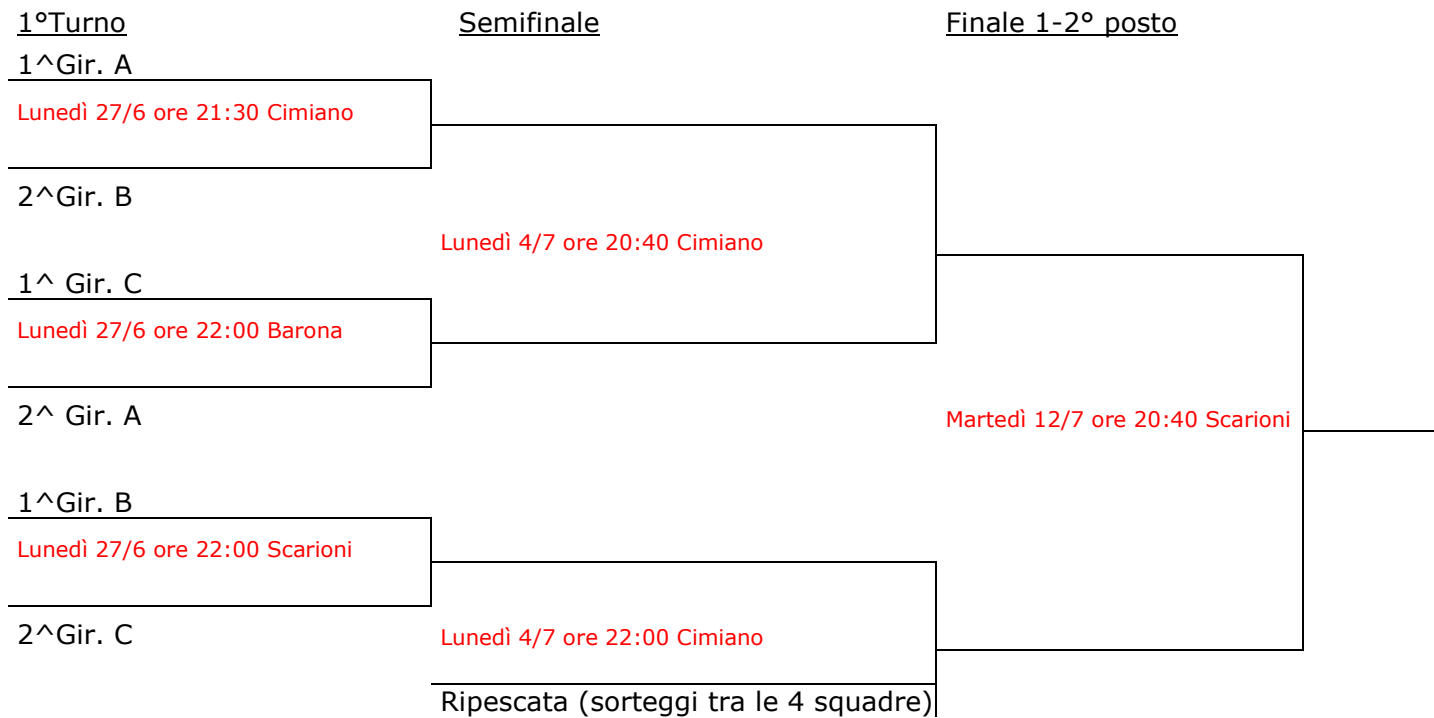 1°Turno
Semifinale
Finale 1-2° posto
1^Gir. A
Lunedì 27/6 ore 21:30 Cimiano
2^Gir. B
Lunedì 4/7 ore 20:40 Cimiano
1^ Gir. C
Lunedì 27/6 ore 22:00 Barona
2^ Gir. A
Martedì 12/7 ore 20:40 Scarioni
1^Gir. B
Lunedì 27/6 ore 22:00 Scarioni
2^Gir. C
Lunedì 4/7 ore 22:00 Cimiano
Ripescata (sorteggi tra le 4 squadre)